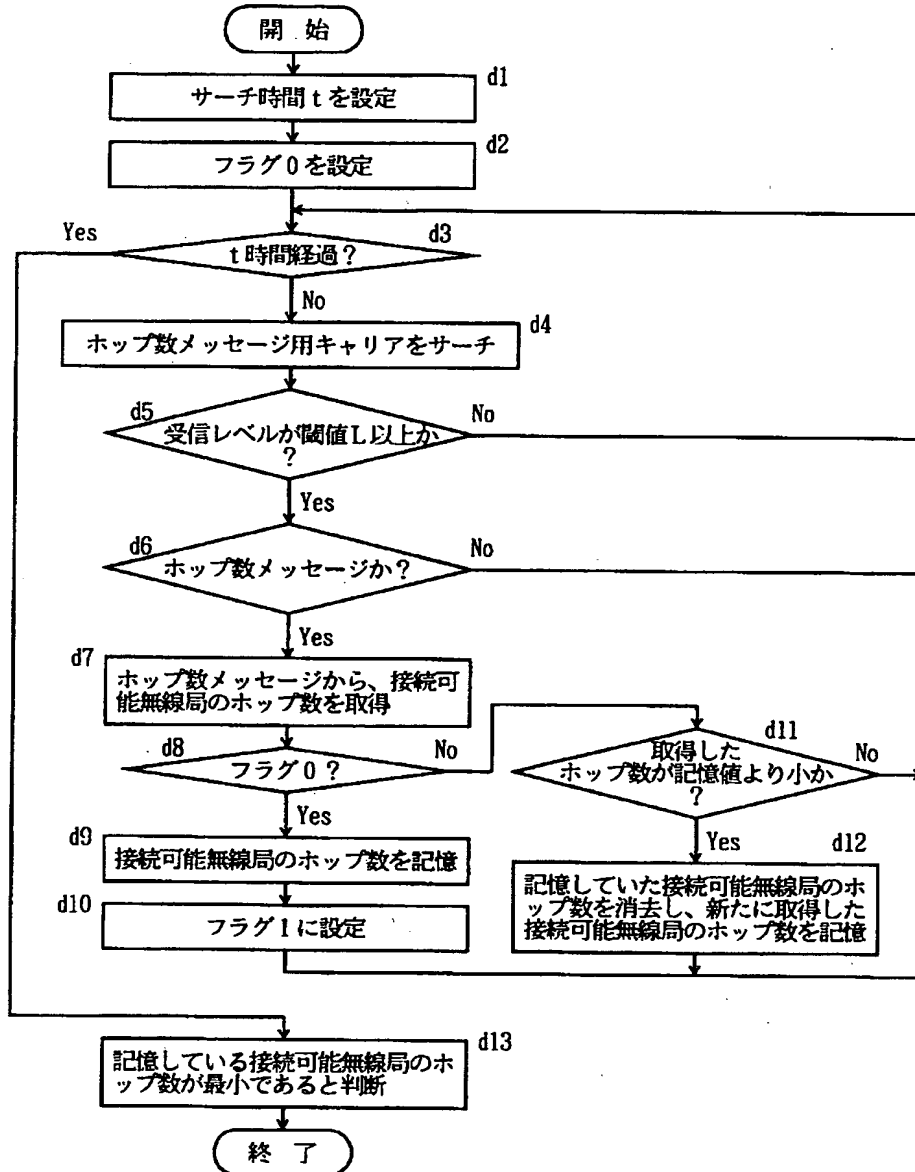 開 始
d1
サーチ時間tを設定
d2
フラグ0を設定
Yes
d3
t時間経過?
No
d4
ホップ数メッセージ用キャリアをサーチ
d5
No
受信レベルが閾値L以上か
?
Yes
d6
No
ホップ数メッセージか?
Yes
d7
ホップ数メッセージから、接続可
能無線局のホップ数を取得
d8
No
フラグ0?
Yes
d11
取得した
No
ホップ数が記憶値より小か
?
Yes
d9
接続可能無線局のホップ数を記憶
d10
フラグ1に設定
d12
記憶していた接続可能無線局のホ
ップ数を消去し、新たに取得した
接続可能無線局のホップ数を記憶
d13
記憶している接続可能無線局のホ
ップ数が最小であると判断
終 了